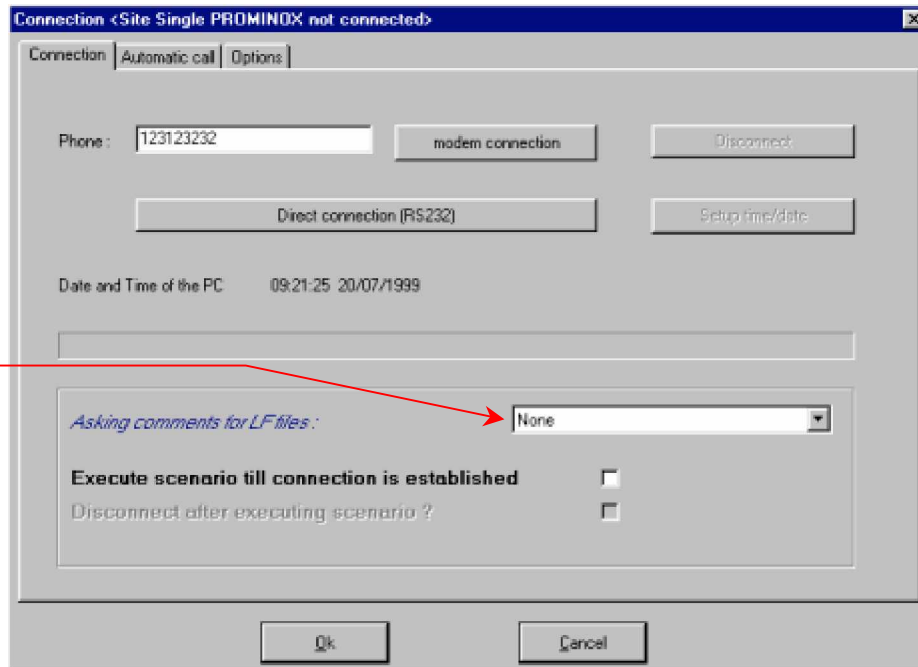 Connection <Site Single PROMINOX not connected>
Connection Automatic call Options
Phone : 123123232 modem connection Disconnect
Direct connection (RS232) Setup time/date
Date and Time of the PC 09:21:25 20/07/1999
Asking comments for LF files : None
Execute scenario till connection is established
Disconnect after executing scenario ?
Ok Cancel